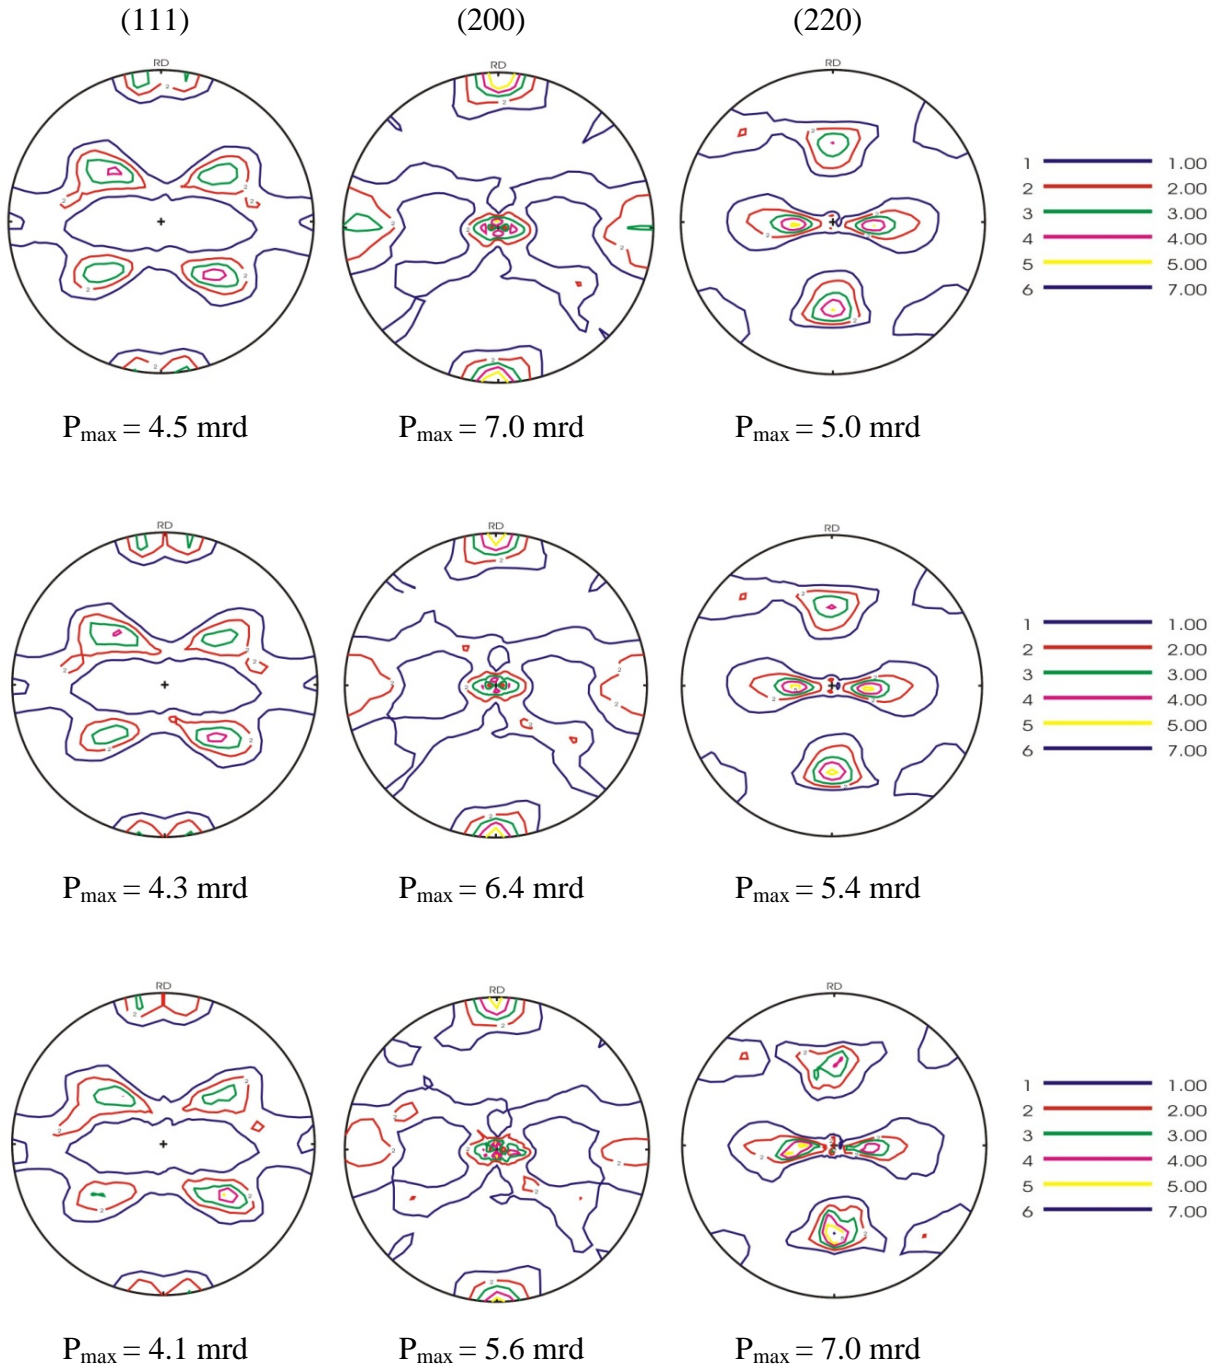 (111) (200) (220)
RD RD RD
1 1.00
2 2.00
3 3.00
4 4.00
5 5.00
6 7.00
Pmax = 4.5 mrd Pmax = 7.0 mrd Pmax = 5.0 mrd
RD RD RD
1 1.00
2 2.00
3 3.00
4 4.00
5 5.00
6 7.00
Pmax = 4.3 mrd Pmax = 6.4 mrd Pmax = 5.4 mrd
RD RD RD
1 1.00
2 2.00
3 3.00
4 4.00
5 5.00
6 7.00
Pmax = 4.1 mrd Pmax = 5.6 mrd Pmax = 7.0 mrd